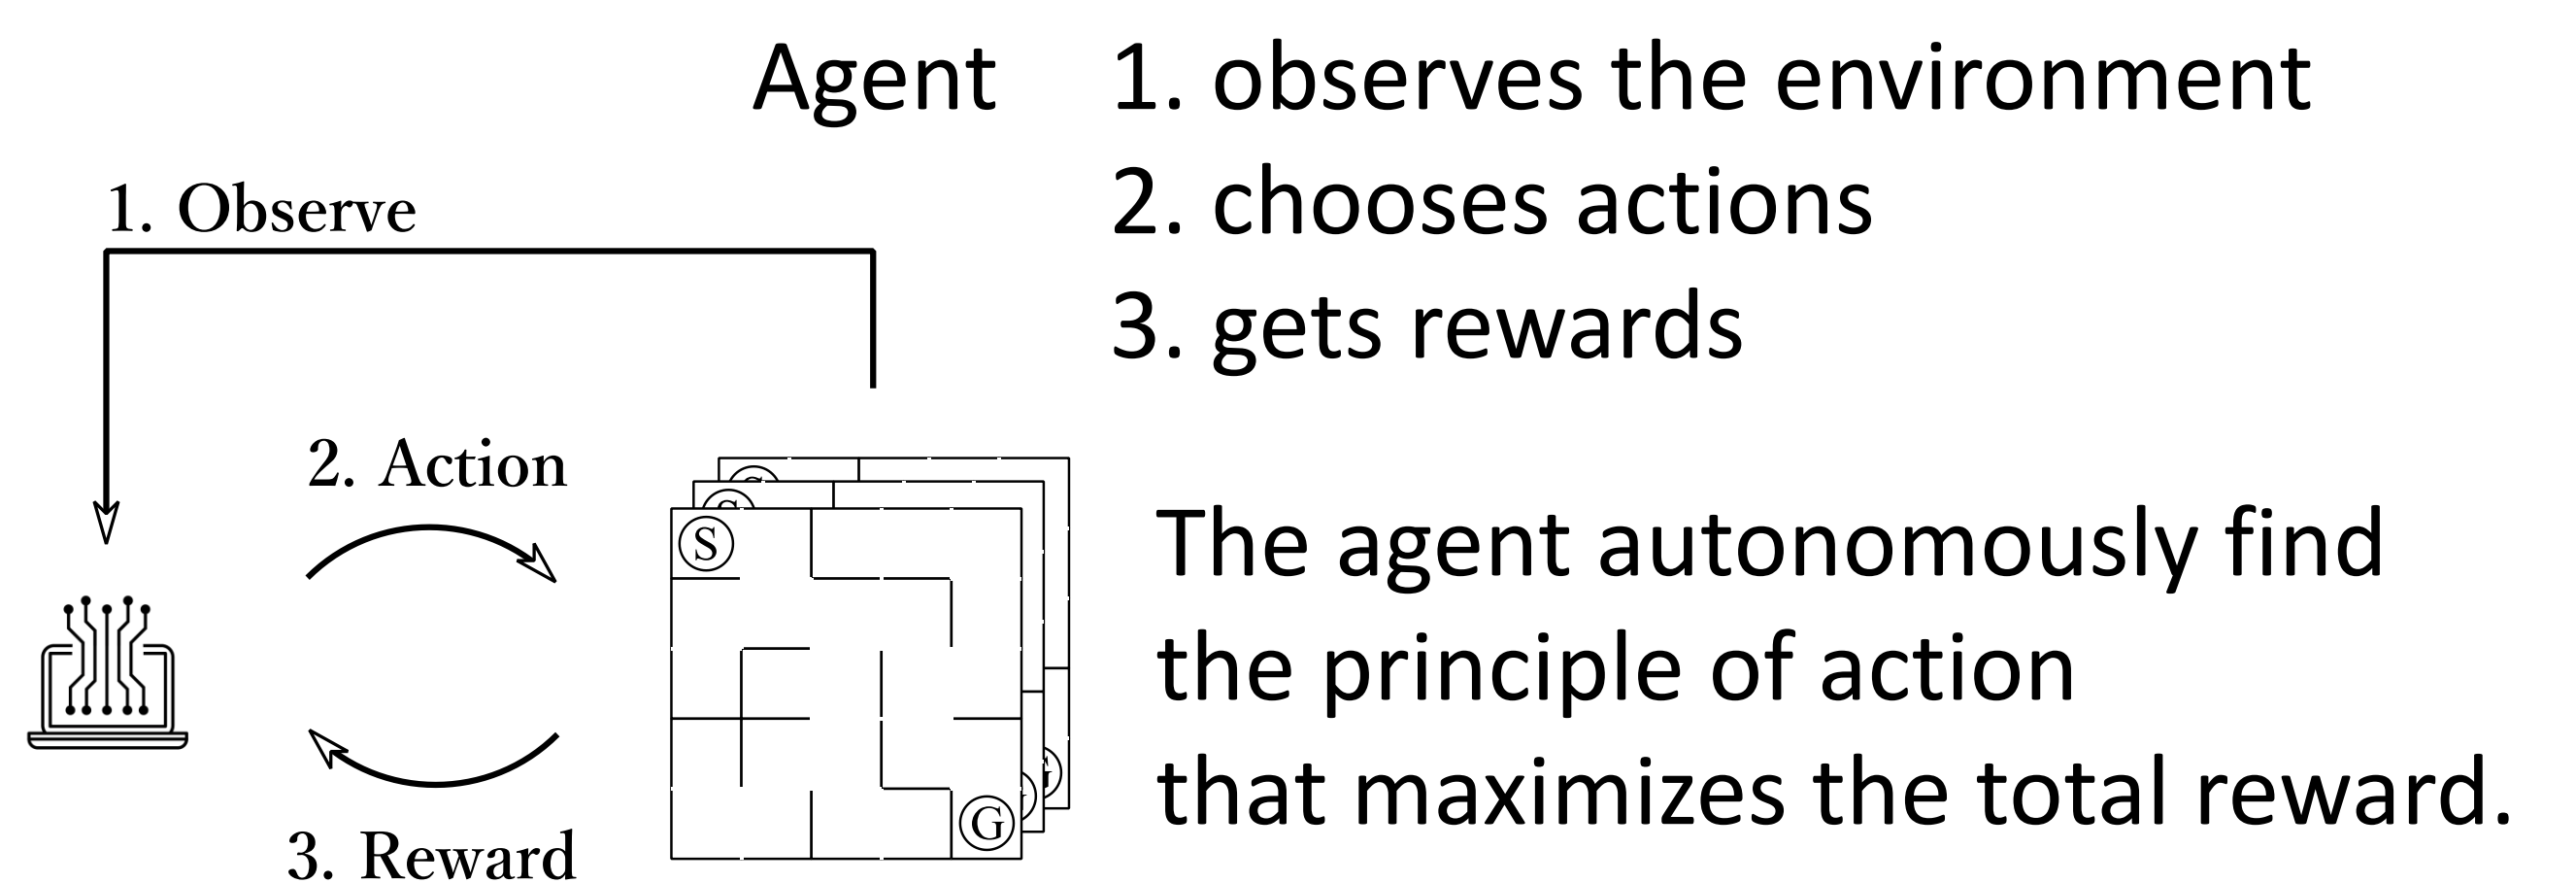 Agent 1. observes the environment
2. chooses actions
3. gets rewards
1. Observe
2. Action
S
G
3. Reward
The agent autonomously find
the principle of action
that maximizes the total reward.